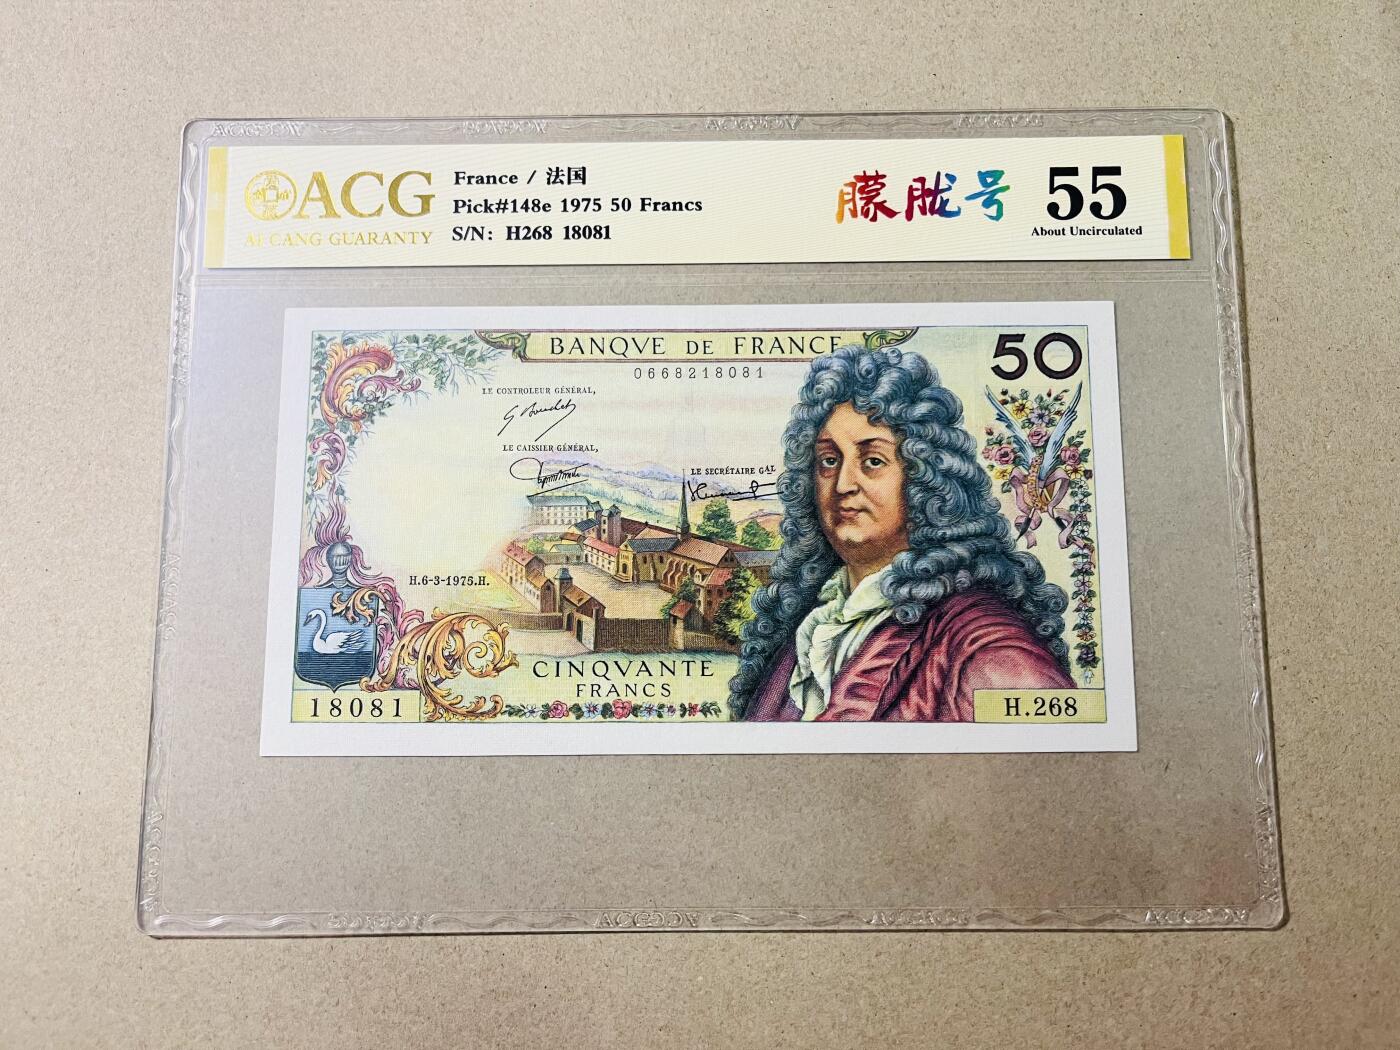 ACG
AI CANG GUARANTY
France / 法国
Pick#148e 1975 50 Francs
S/N: H268 18081
朦胧号
55
About Uncirculated
BANQVE DE FRANCE
50
0668218081
LE CONTROLEUR GÉNÉRAL,
LE CAISSIER GÉNÉRAL,
LE SECRÉTAIRE GAL
H.6-3-1975.H.
CINQVANTE
FRANCS
18081
H.268